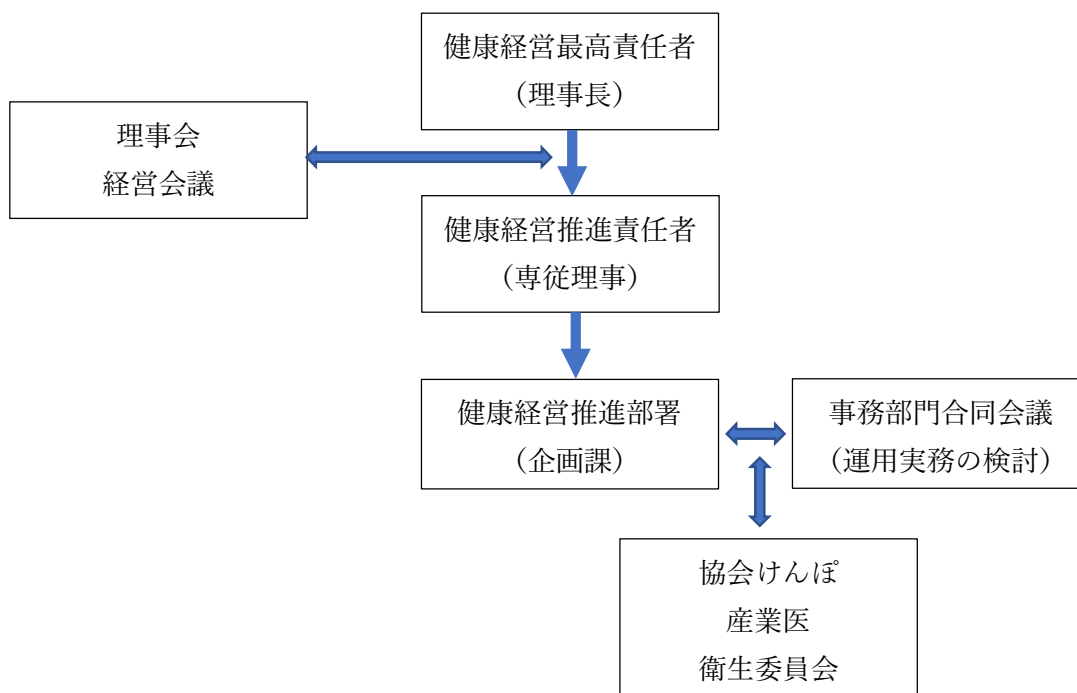 健康経営最高責任者
（理事長）
理事会
経営会議
健康経営推進責任者
（専従理事）
健康経営推進部署
（企画課）
事務部門合同会議
（運用実務の検討）
協会けんぽ
産業医
衛生委員会